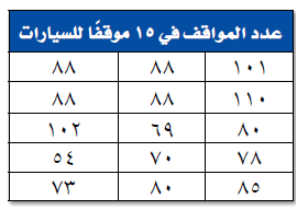 عدد المواقف في ١٥ موقفًا للسيارات
١٠١ ٨٨ ٨٨
١١٠ ٨٨ ٨٨
٨٠ ٦٩ ١٠٢
٧٨ ٧٠ ٥٤
٨٥ ٨٠ ٧٣